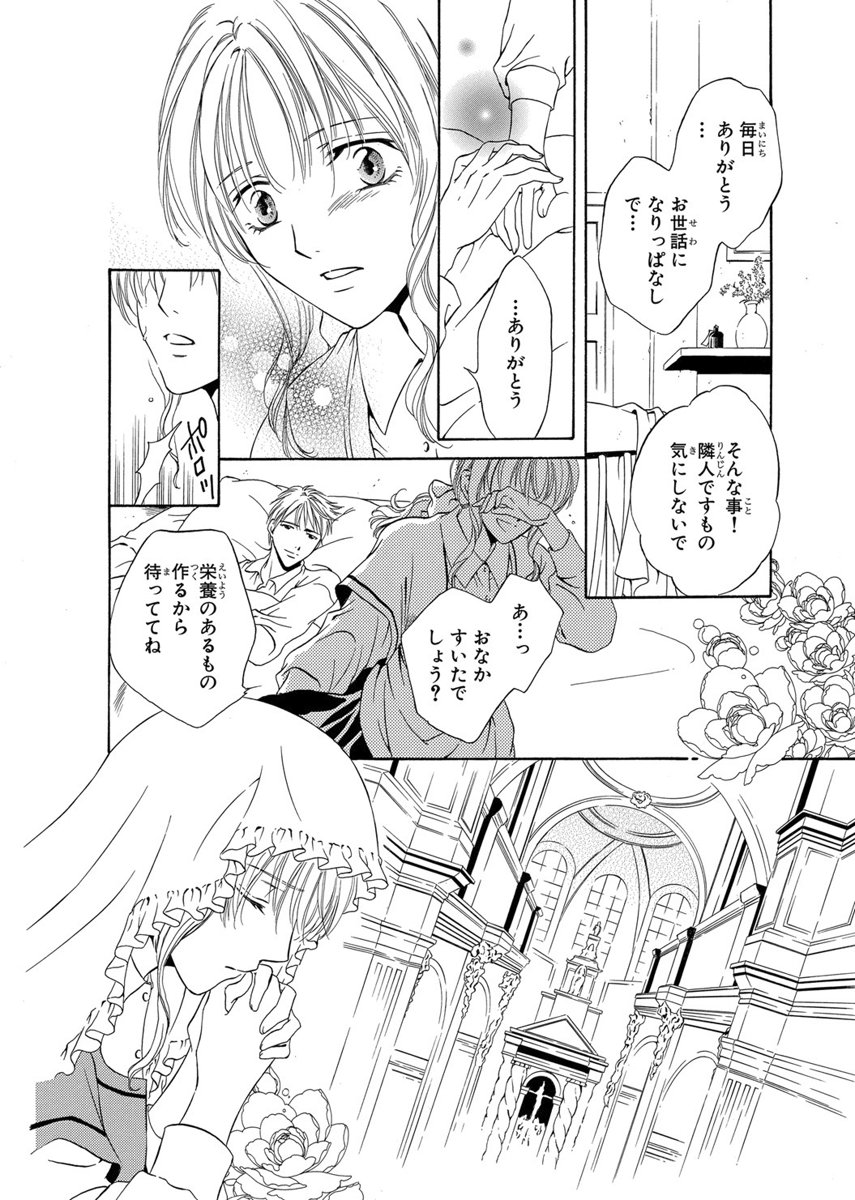 毎日
ありがとう
…
お世話に
なりっぱなし
で…
そんな事！
隣人ですもの
気にしないで
…ありがとう
ポロッ
あ…っ
おなか
すいたで
しょう？
栄養のあるもの
作るから
待っててね